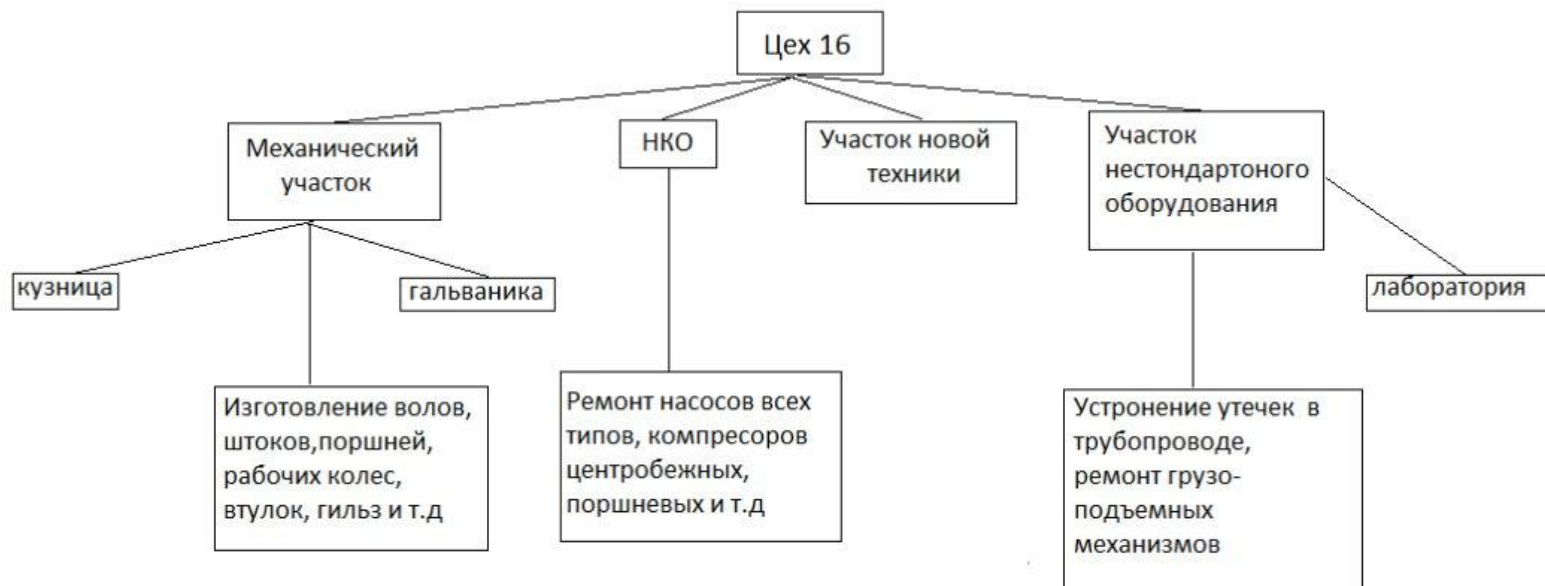 Цех 16
Механический
участок
НКО
Участок новой
техники
Участок
нестондартоного
оборудования
кузница
гальваника
лаборатория
Изготовление волов,
штоков,поршней,
рабочих колес,
втулок, гильз и т.д
Ремонт насосов всех
типов, компресоров
центробежных,
поршневых и т.д
Устронение утечек в
трубопроводе,
ремонт грузо-
подъемных
механизмов